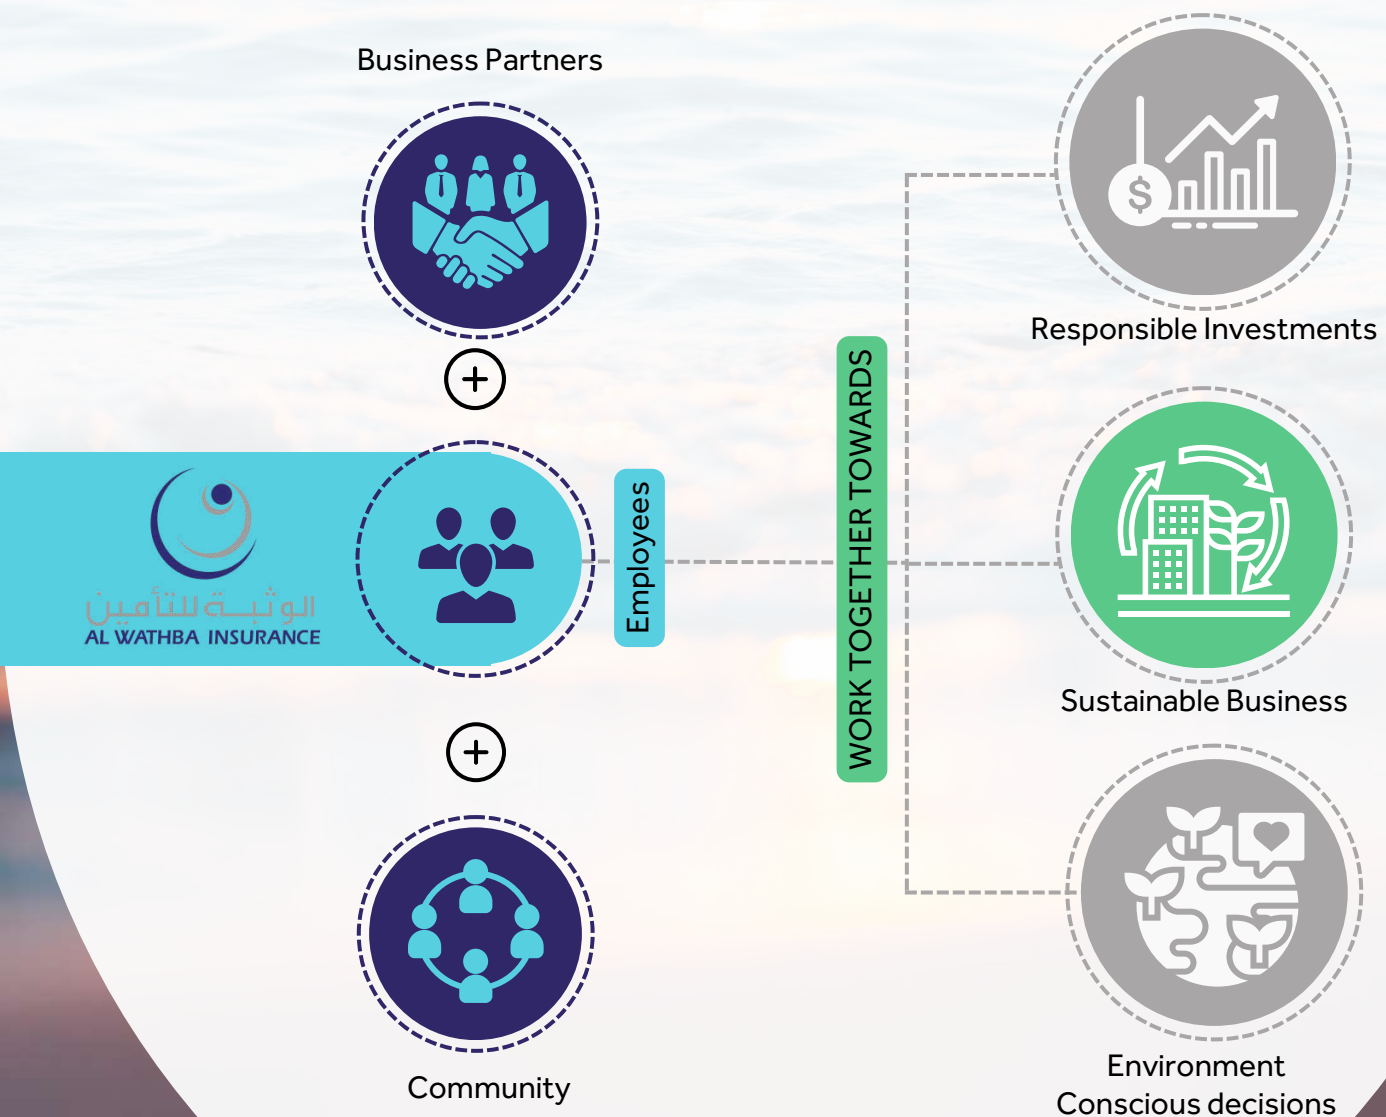 Business Partners
الوثبة للتأمين
AL WATHBA INSURANCE
Employees
Community
WORK TOGETHER TOWARDS
$
Responsible Investments
Sustainable Business
Environment
Conscious decisions